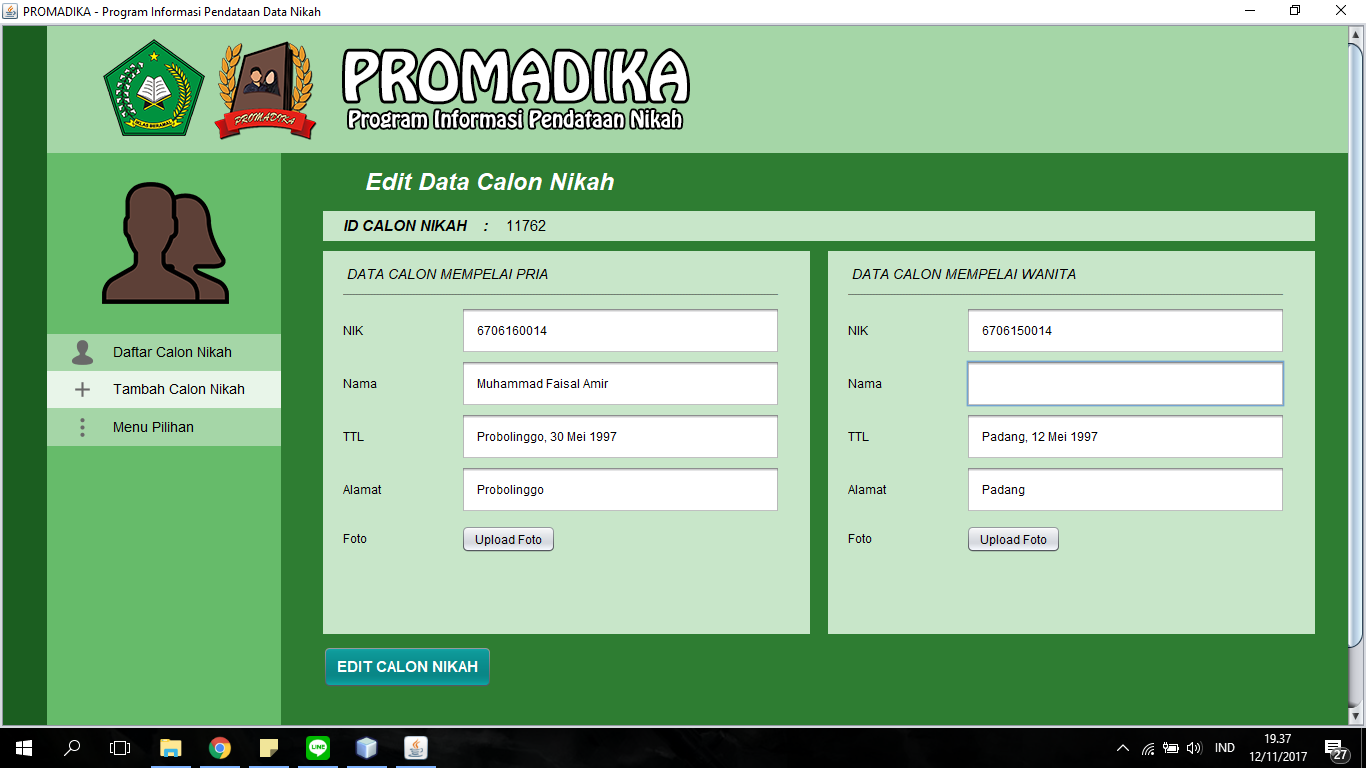 PROMADIKA - Program Informasi Pendataan Data Nikah
PROMADIKA
PROMADIKA
Program Informasi Pendataan Nikah
Edit Data Calon Nikah
ID CALON NIKAH : 11762
Daftar Calon Nikah
Tambah Calon Nikah
Menu Pilihan
DATA CALON MEMPELAI PRIA
NIK 6706160014
Nama Muhammad Faisal Amir
TTL Probolinggo, 30 Mei 1997
Alamat Probolinggo
Foto Upload Foto
DATA CALON MEMPELAI WANITA
NIK 6706150014
Nama
TTL Padang, 12 Mei 1997
Alamat Padang
Foto Upload Foto
EDIT CALON NIKAH
LINE
IND
19.37
12/11/2017
27